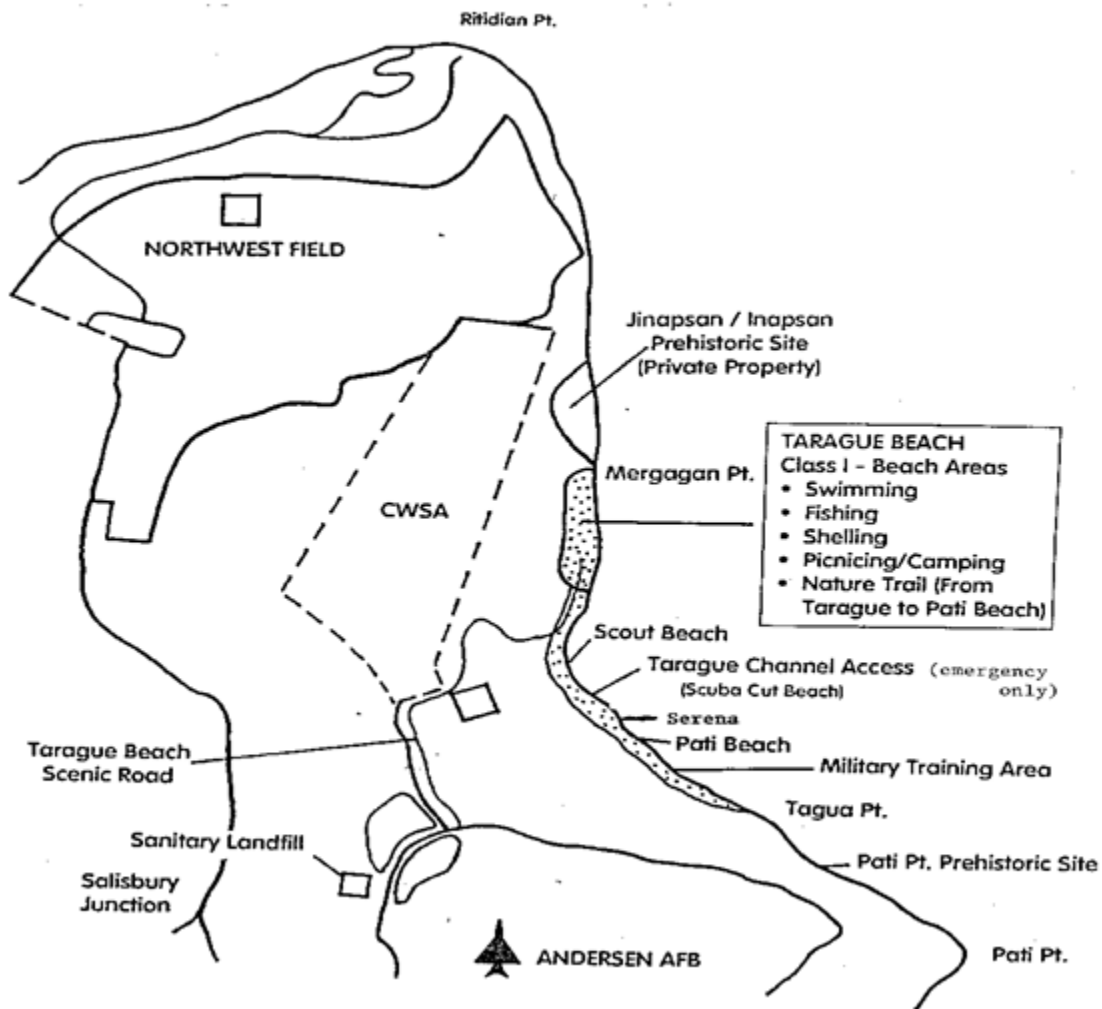 Ritidian Pt.
NORTHWEST FIELD
Jinapsan / Inapsan
Prehistoric Site
(Private Property)
TARAGUE BEACH
Class I - Beach Areas
• Swimming
• Fishing
• Shelling
• Picnicing/Camping
• Nature Trail (From
Tarague to Pati Beach)
Mergagan Pt.
CWSA
Scout Beach
Tarague Channel Access (emergency
(Scuba Cut Beach) only)
Serena
Pati Beach
Tarague Beach
Scenic Road
Military Training Area
Tagua Pt.
Sanitary Landfill
Pati Pt. Prehistoric Site
Salisbury
Junction
ANDERSEN AFB
Pati Pt.